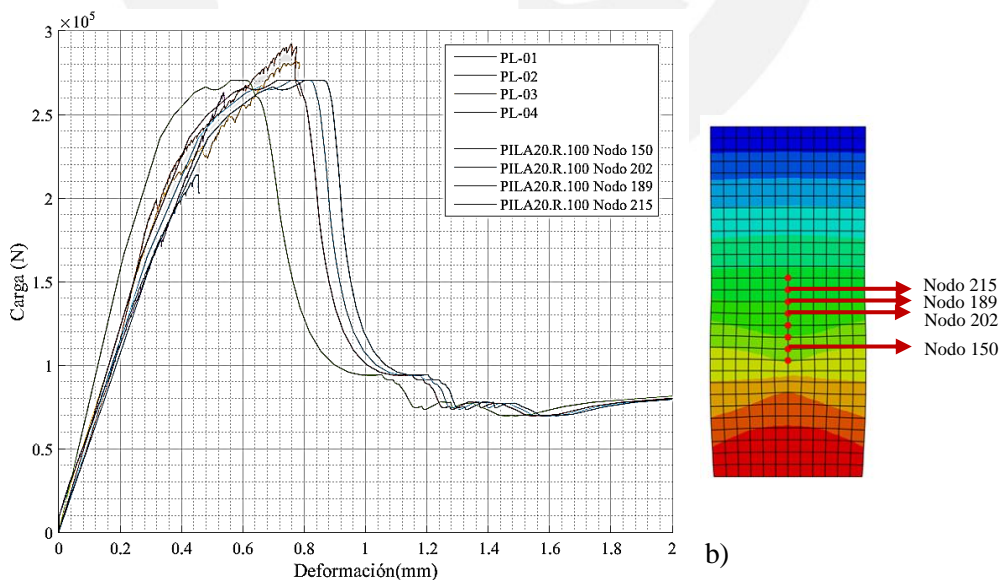 ×10⁵
3
2.5
2
1.5
1
0.5
0
0
0.2
0.4
0.6
0.8
1
1.2
1.4
1.6
1.8
2
Carga (N)
Deformación(mm)
PL-01
PL-02
PL-03
PL-04
PILA20.R.100 Nodo 150
PILA20.R.100 Nodo 202
PILA20.R.100 Nodo 189
PILA20.R.100 Nodo 215
Nodo 215
Nodo 189
Nodo 202
Nodo 150
b)